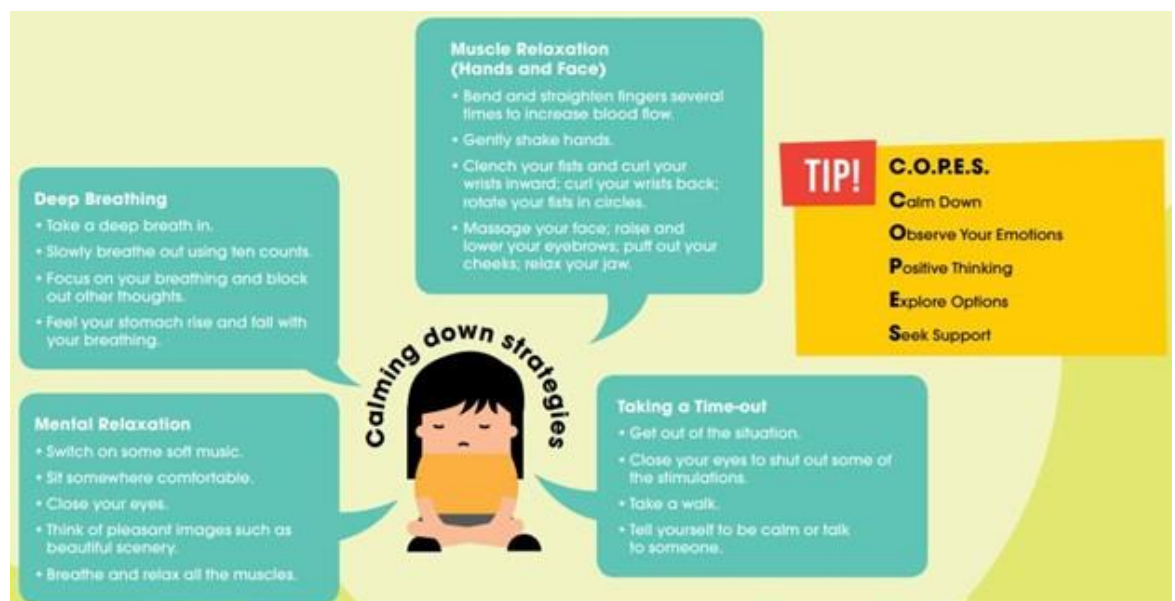 Muscle Relaxation
(Hands and Face)
• Bend and straighten fingers several
times to increase blood flow.
• Gently shake hands.
• Clench your fists and curl your
wrists inward; curl your wrists back;
rotate your fists in circles.
• Massage your face; raise and
lower your eyebrows; puff out your
cheeks; relax your jaw.
TIP!
C.O.P.E.S.
Calm Down
Observe Your Emotions
Positive Thinking
Explore Options
Seek Support
Deep Breathing
• Take a deep breath in.
• Slowly breathe out using ten counts.
• Focus on your breathing and block
out other thoughts.
• Feel your stomach rise and fall with
your breathing.
Calming down strategies
Mental Relaxation
• Switch on some soft music.
• Sit somewhere comfortable.
• Close your eyes.
• Think of pleasant images such as
beautiful scenery.
• Breathe and relax all the muscles.
Taking a Time-out
• Get out of the situation.
• Close your eyes to shut out some of
the stimulations.
• Take a walk.
• Tell yourself to be calm or talk
to someone.